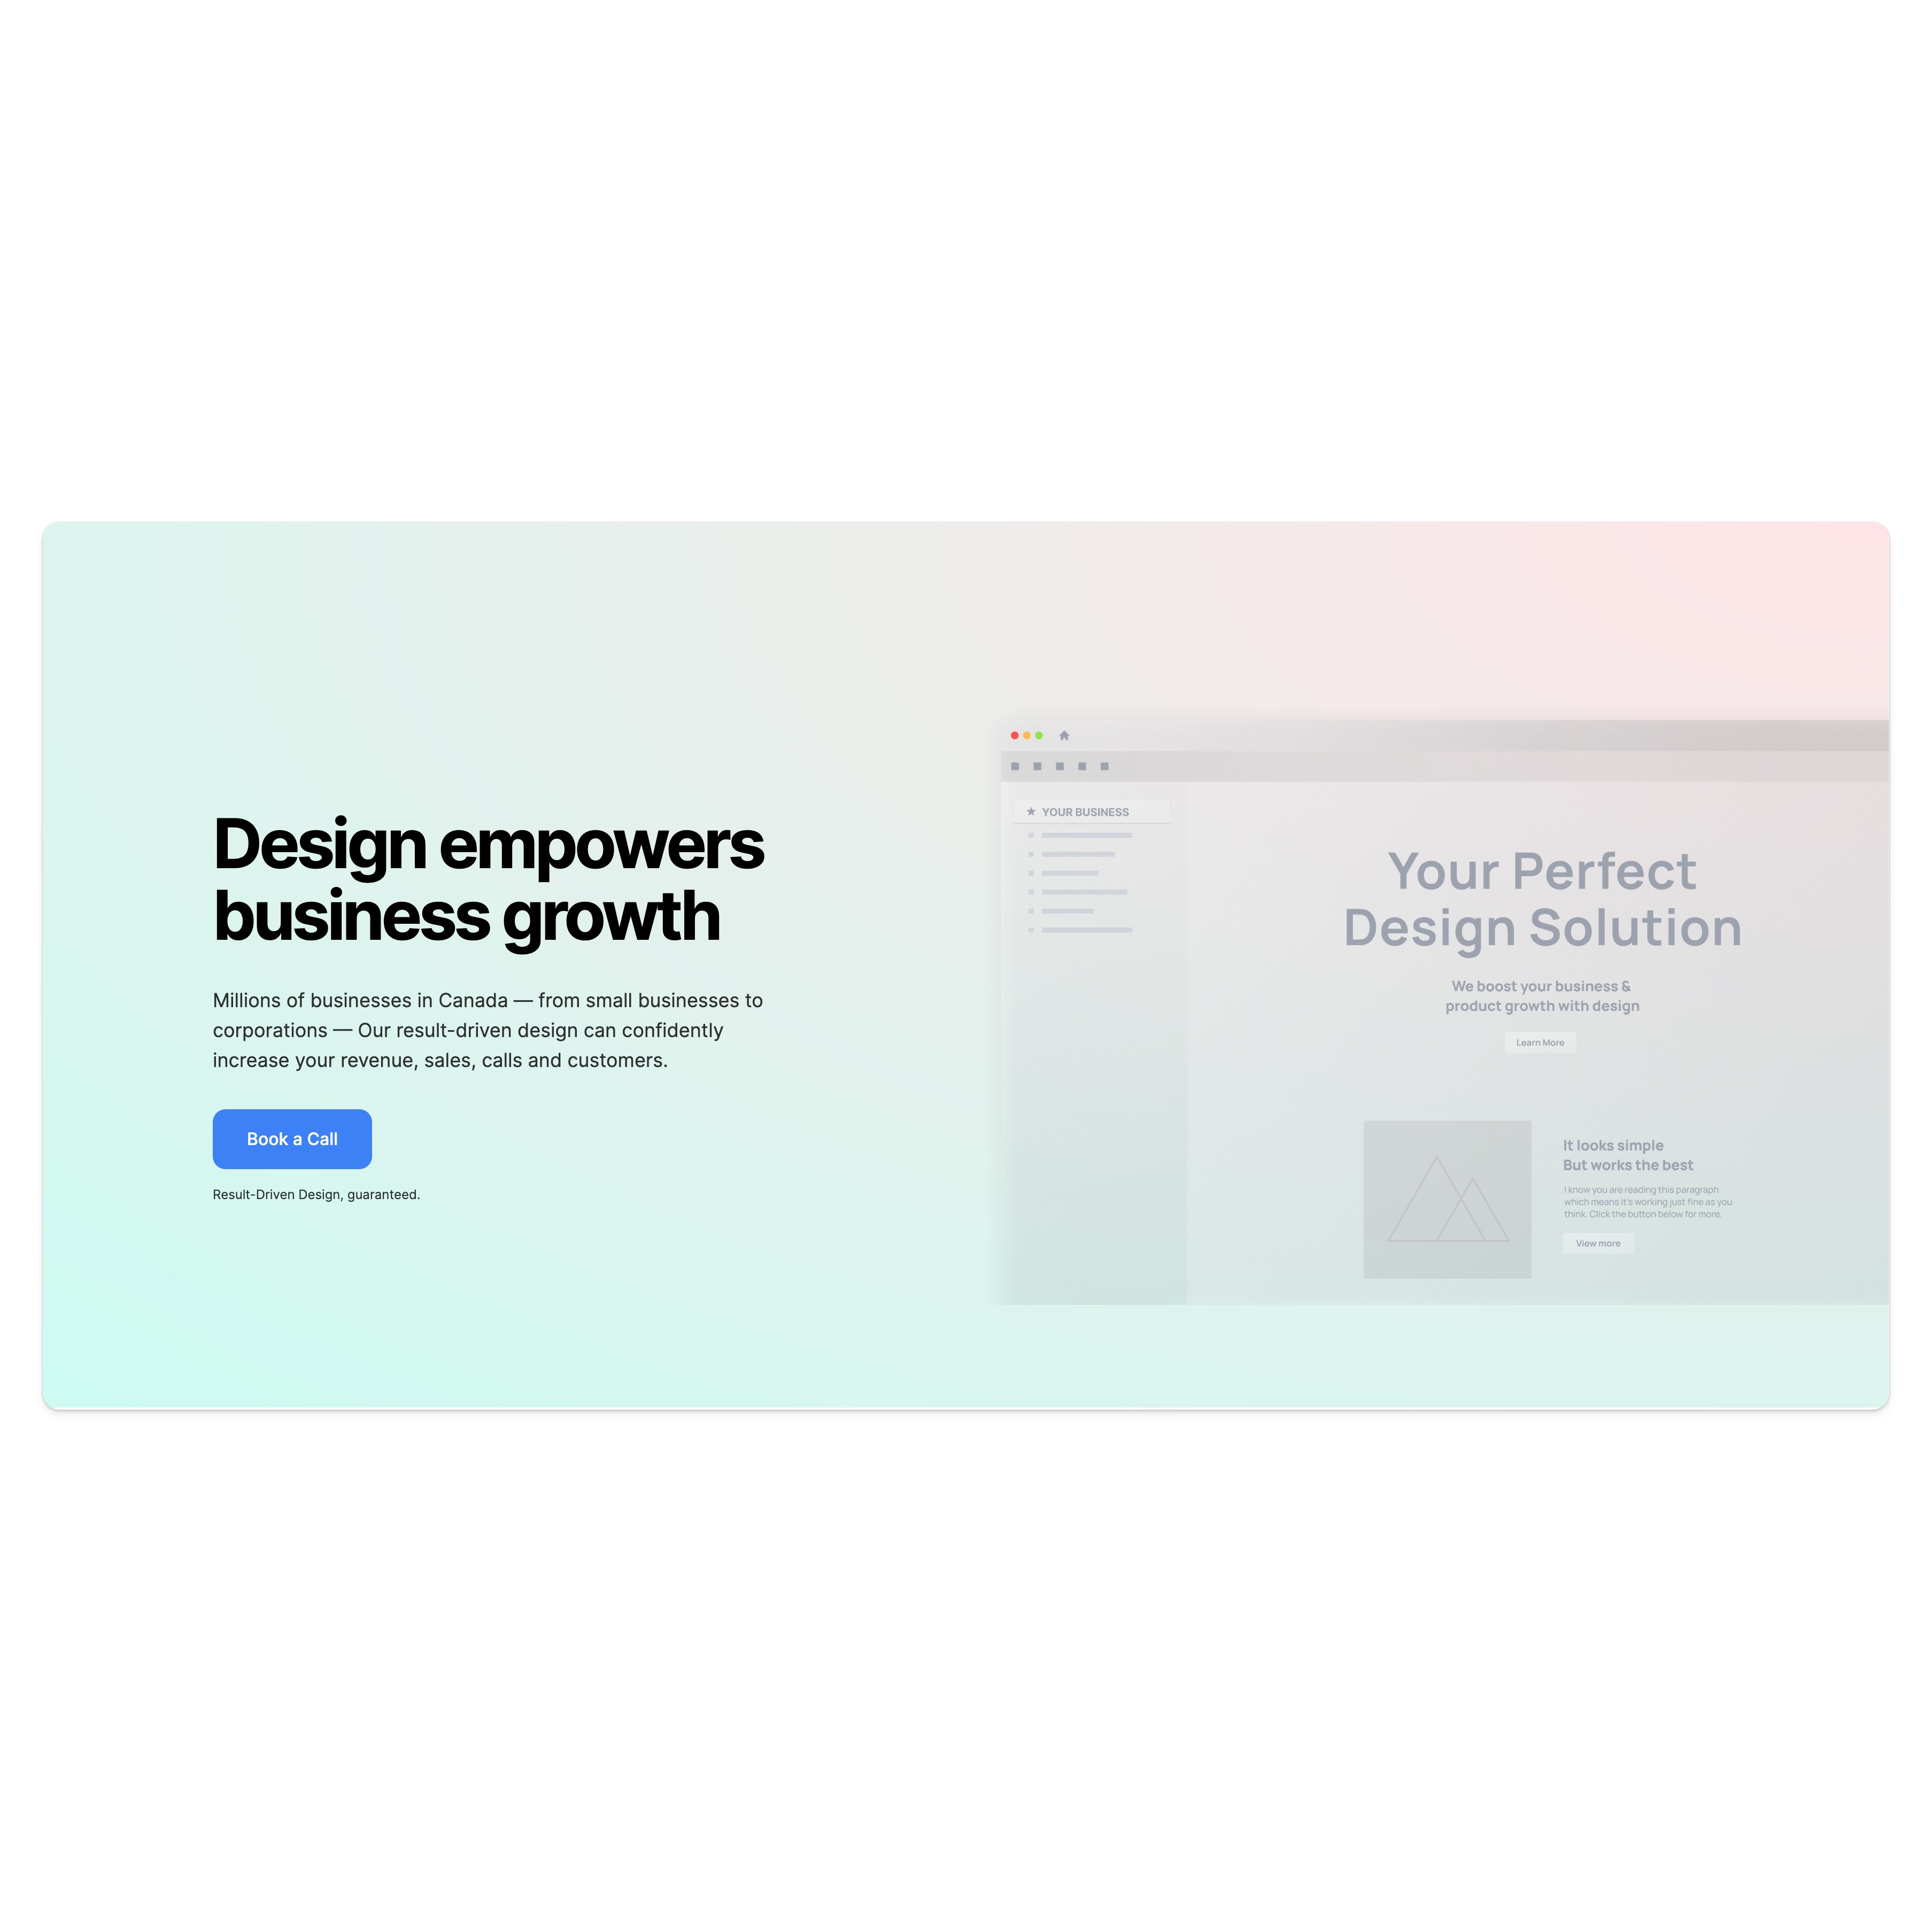 Design empowers
business growth
Millions of businesses in Canada — from small businesses to
corporations — Our result-driven design can confidently
increase your revenue, sales, calls and customers.
Book a Call
Result-Driven Design, guaranteed.
YOUR BUSINESS
Your Perfect
Design Solution
We boost your business &
product growth with design
Learn More
It looks simple
But works the best
I know you are reading this paragraph
which means it's working just fine as you
think. Click the button below for more.
View more